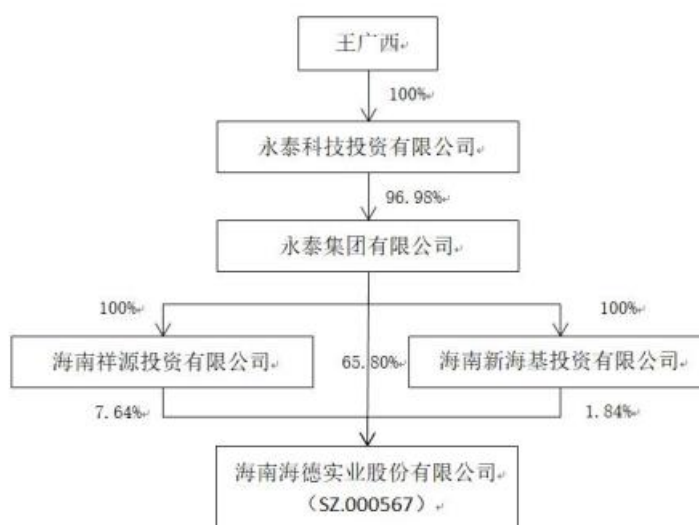 王广西
100%
永泰科技投资有限公司
96.98%
永泰集团有限公司
100%
100%
海南祥源投资有限公司
65.80%
海南新海基投资有限公司
7.64%
1.84%
海南海德实业股份有限公司
（SZ.000567）